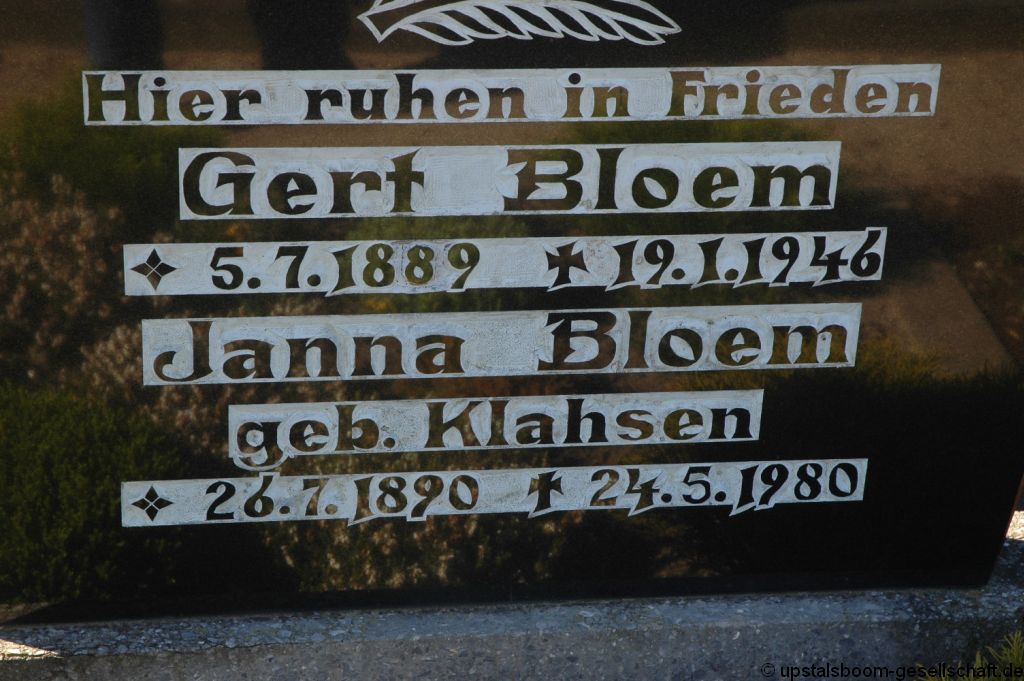 Hier ruhen in Frieden
Gert Bloem
5.7.1889 19.1.1946
Janna Bloem
geb. Klahsen
26.7.1890 24.5.1980
© upstalsboom-gesellschaft.de